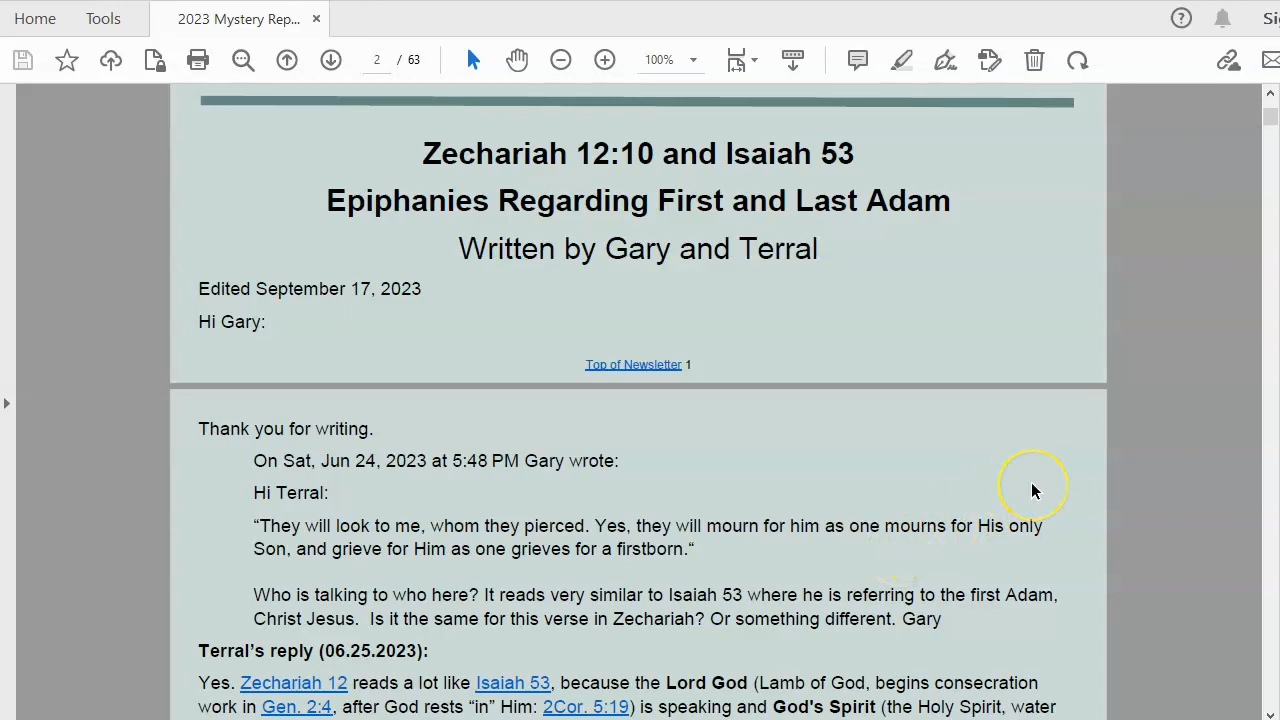 Home Tools 2023 Mystery Rep... × ? Si
2 / 63 100%
Zechariah 12:10 and Isaiah 53
Epiphanies Regarding First and Last Adam
Written by Gary and Terral
Edited September 17, 2023
Hi Gary:
Top of Newsletter 1
Thank you for writing.
On Sat, Jun 24, 2023 at 5:48 PM Gary wrote:
Hi Terral:
“They will look to me, whom they pierced. Yes, they will mourn for him as one mourns for His only
Son, and grieve for Him as one grieves for a firstborn.“
Who is talking to who here? It reads very similar to Isaiah 53 where he is referring to the first Adam,
Christ Jesus.  Is it the same for this verse in Zechariah? Or something different. Gary
Terral’s reply (06.25.2023):
Yes. Zechariah 12 reads a lot like Isaiah 53, because the Lord God (Lamb of God, begins consecration
work in Gen. 2:4, after God rests “in” Him: 2Cor. 5:19) is speaking and God's Spirit (the Holy Spirit, water